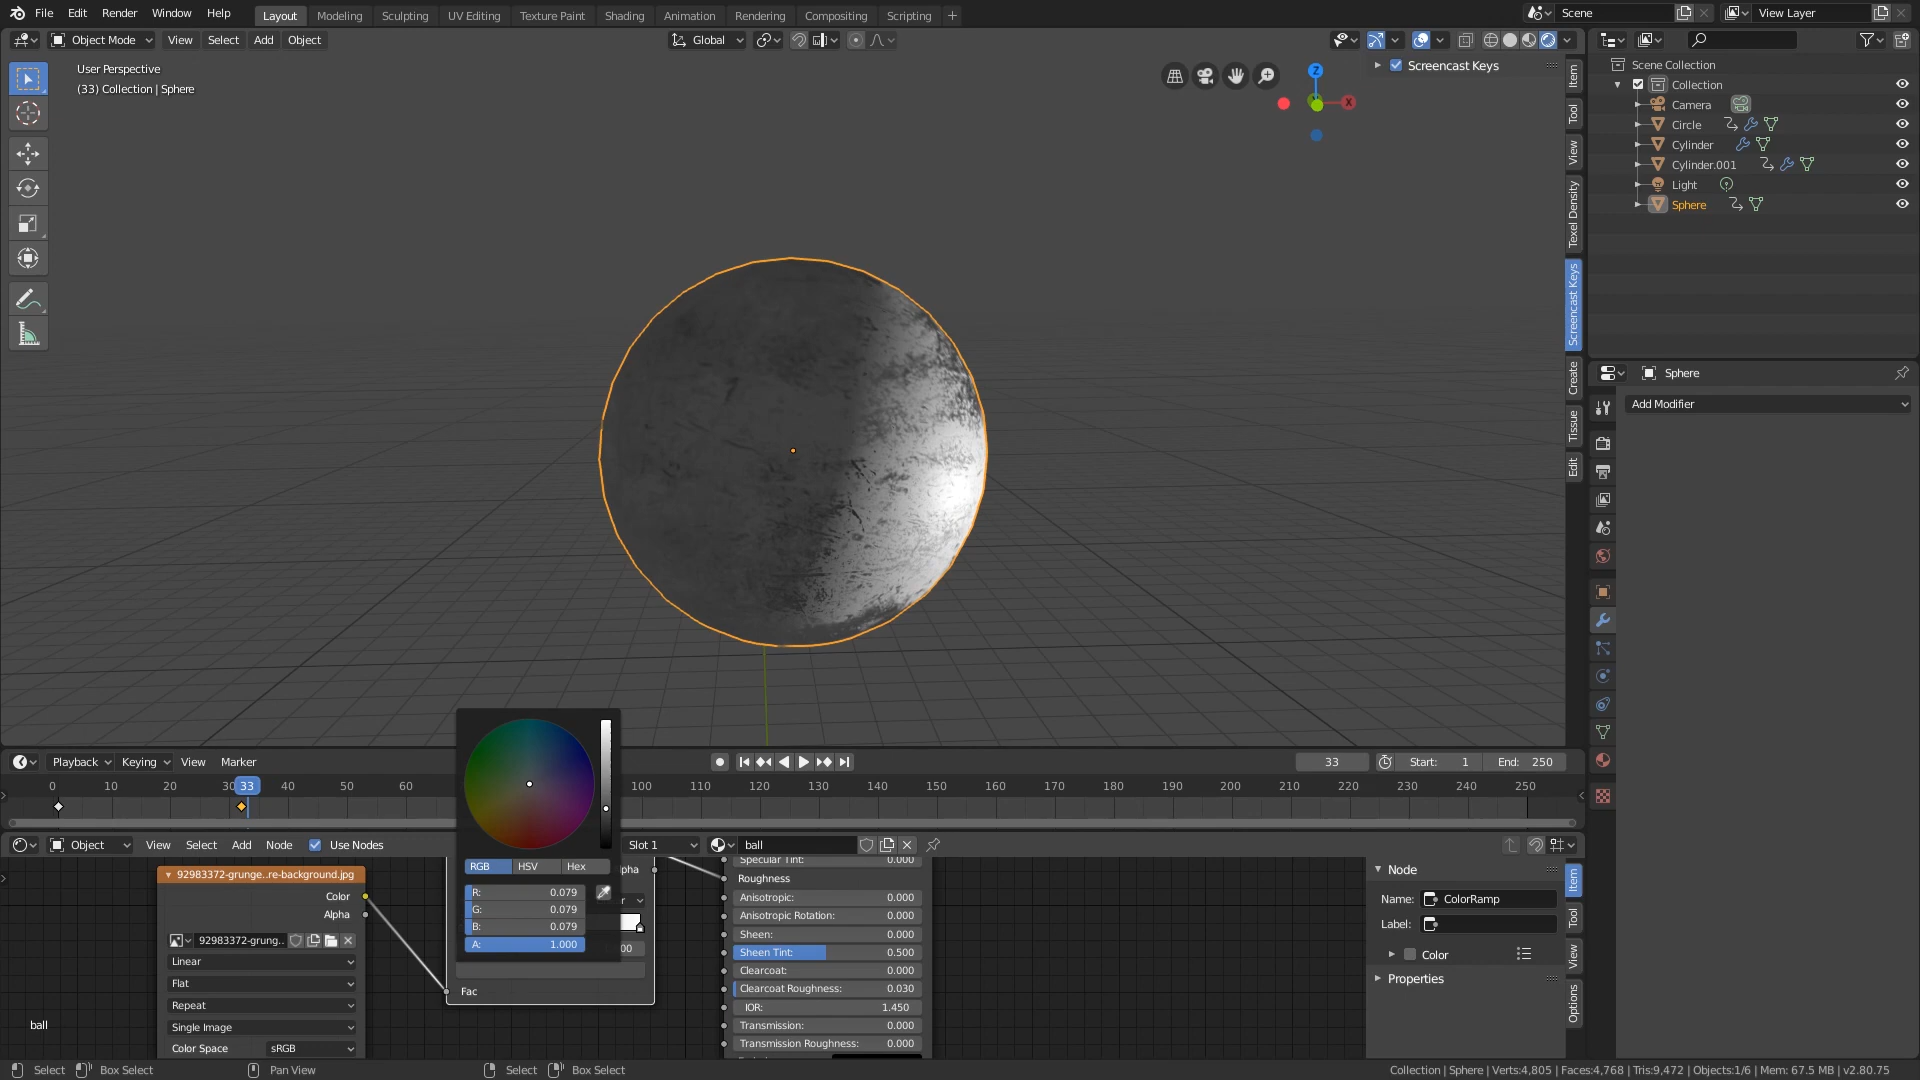 File Edit Render Window Help Layout Modeling Sculpting UV Editing Texture Paint Shading Animation Rendering Compositing Scripting + Scene View Layer
Object Mode View Select Add Object Global
User Perspective
(33) Collection | Sphere
Z
X
Screencast Keys
Item
Tool
View
Texel Density
Screencast Keys
Create
Tissue
Edit
Scene Collection
Collection
Camera
Circle
Cylinder
Cylinder.001
Light
Sphere
Sphere
Add Modifier
Playback Keying View Marker 33 Start: 1 End: 250
0 10 20 30 33 40 50 60 100 110 120 130 140 150 160 170 180 190 200 210 220 230 240 250
Object View Select Add Node Use Nodes Slot 1 ball
RGB HSV Hex
R: 0.079
G: 0.079
B: 0.079
A: 1.000
92983372-grunge..re-background.jpg
Color
Alpha
92983372-grung..
Linear
Flat
Repeat
Single Image
Color Space sRGB
ball
lpha
r
00
Fac
Specular Tint: 0.000
Roughness
Anisotropic: 0.000
Anisotropic Rotation: 0.000
Sheen: 0.000
Sheen Tint: 0.500
Clearcoat: 0.000
Clearcoat Roughness: 0.030
IOR: 1.450
Transmission: 0.000
Transmission Roughness: 0.000
Node
Name: ColorRamp
Label:
Color
Properties
Item
Tool
View
Options
Select Box Select Pan View Select Box Select Collection | Sphere | Verts:4,805 | Faces:4,768 | Tris:9,472 | Objects:1/6 | Mem: 67.5 MB | v2.80.75